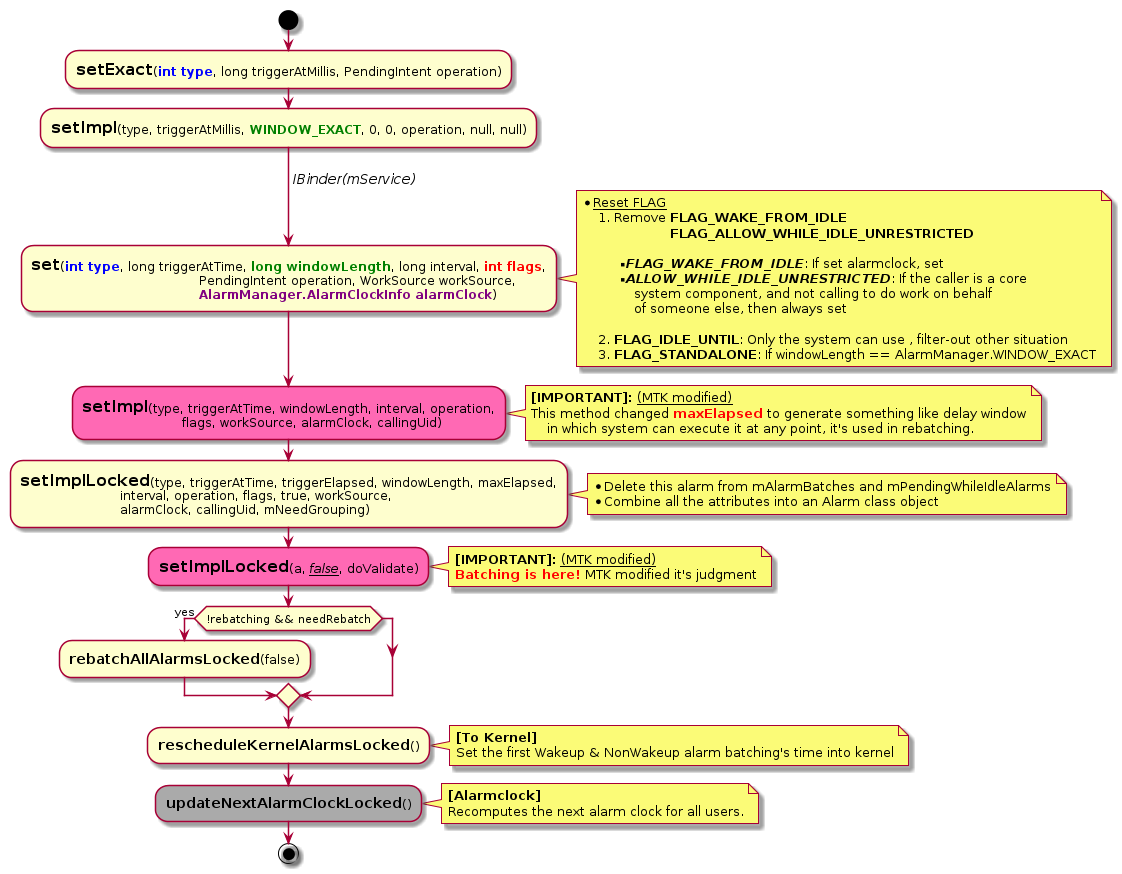 setExact(int type, long triggerAtMillis, PendingIntent operation)
setImpl(type, triggerAtMillis, WINDOW_EXACT, 0, 0, operation, null, null)
IBinder(mService)
set(int type, long triggerAtTime, long windowLength, long interval, int flags,
PendingIntent operation, WorkSource workSource,
AlarmManager.AlarmClockInfo alarmClock)
• Reset FLAG
1. Remove FLAG_WAKE_FROM_IDLE
FLAG_ALLOW_WHILE_IDLE_UNRESTRICTED
▪ FLAG_WAKE_FROM_IDLE: If set alarmclock, set
▪ ALLOW_WHILE_IDLE_UNRESTRICTED: If the caller is a core
system component, and not calling to do work on behalf
of someone else, then always set
2. FLAG_IDLE_UNTIL: Only the system can use , filter-out other situation
3. FLAG_STANDALONE: If windowLength == AlarmManager.WINDOW_EXACT
setImpl(type, triggerAtTime, windowLength, interval, operation,
flags, workSource, alarmClock, callingUid)
[IMPORTANT]: (MTK modified)
This method changed maxElapsed to generate something like delay window
in which system can execute it at any point, it's used in rebatching.
setImplLocked(type, triggerAtTime, triggerElapsed, windowLength, maxElapsed,
interval, operation, flags, true, workSource,
alarmClock, callingUid, mNeedGrouping)
• Delete this alarm from mAlarmBatches and mPendingWhileIdleAlarms
• Combine all the attributes into an Alarm class object
setImplLocked(a, false, doValidate)
[IMPORTANT]: (MTK modified)
Batching is here! MTK modified it's judgment
yes
!rebatching && needRebatch
rebatchAllAlarmsLocked(false)
rescheduleKernelAlarmsLocked()
[To Kernel]
Set the first Wakeup & NonWakeup alarm batching's time into kernel
updateNextAlarmClockLocked()
[Alarmclock]
Recomputes the next alarm clock for all users.